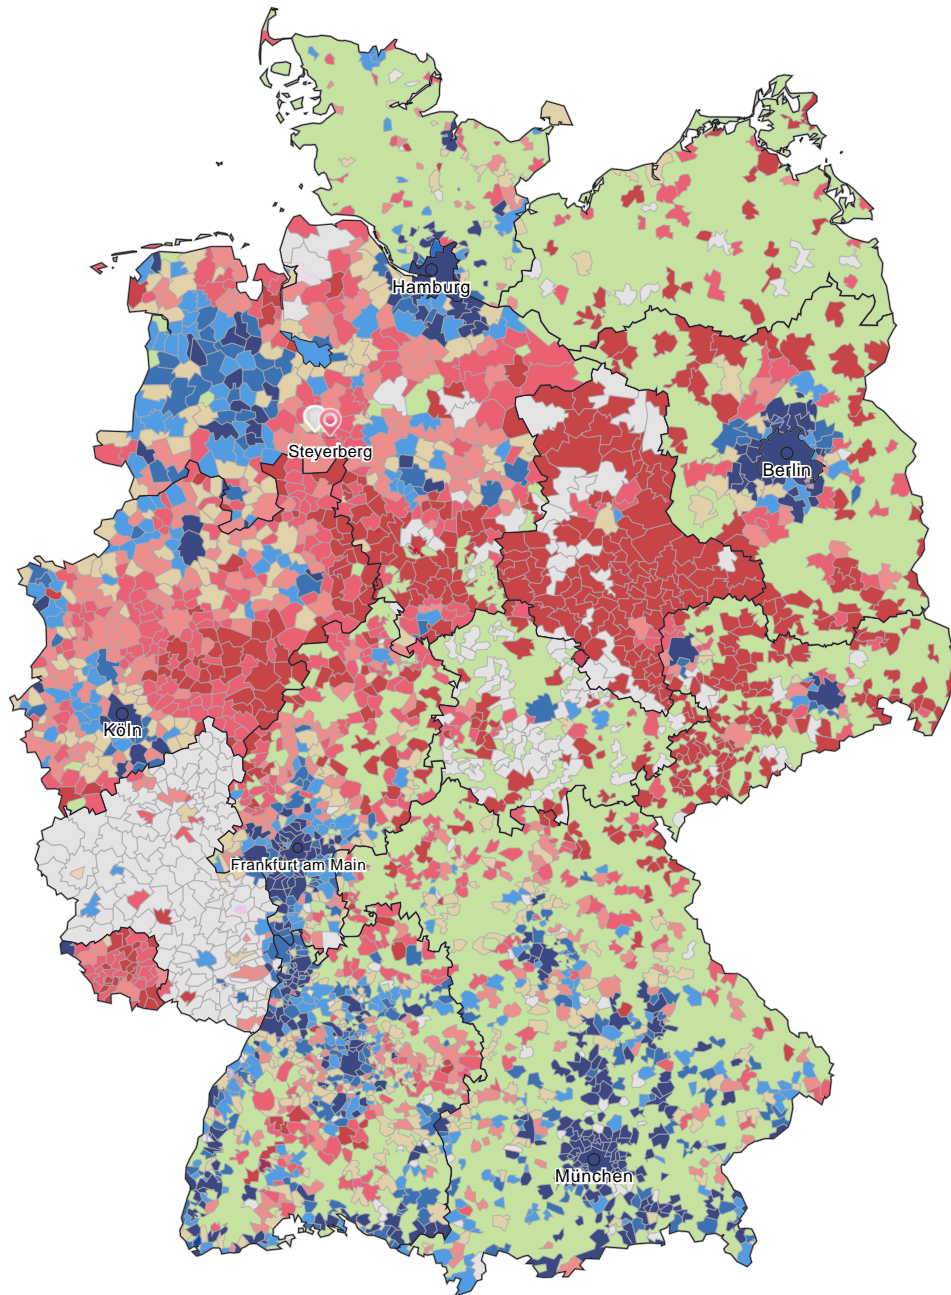 Hamburg
Steyerberg
Berlin
Köln
Frankfurt am Main
München